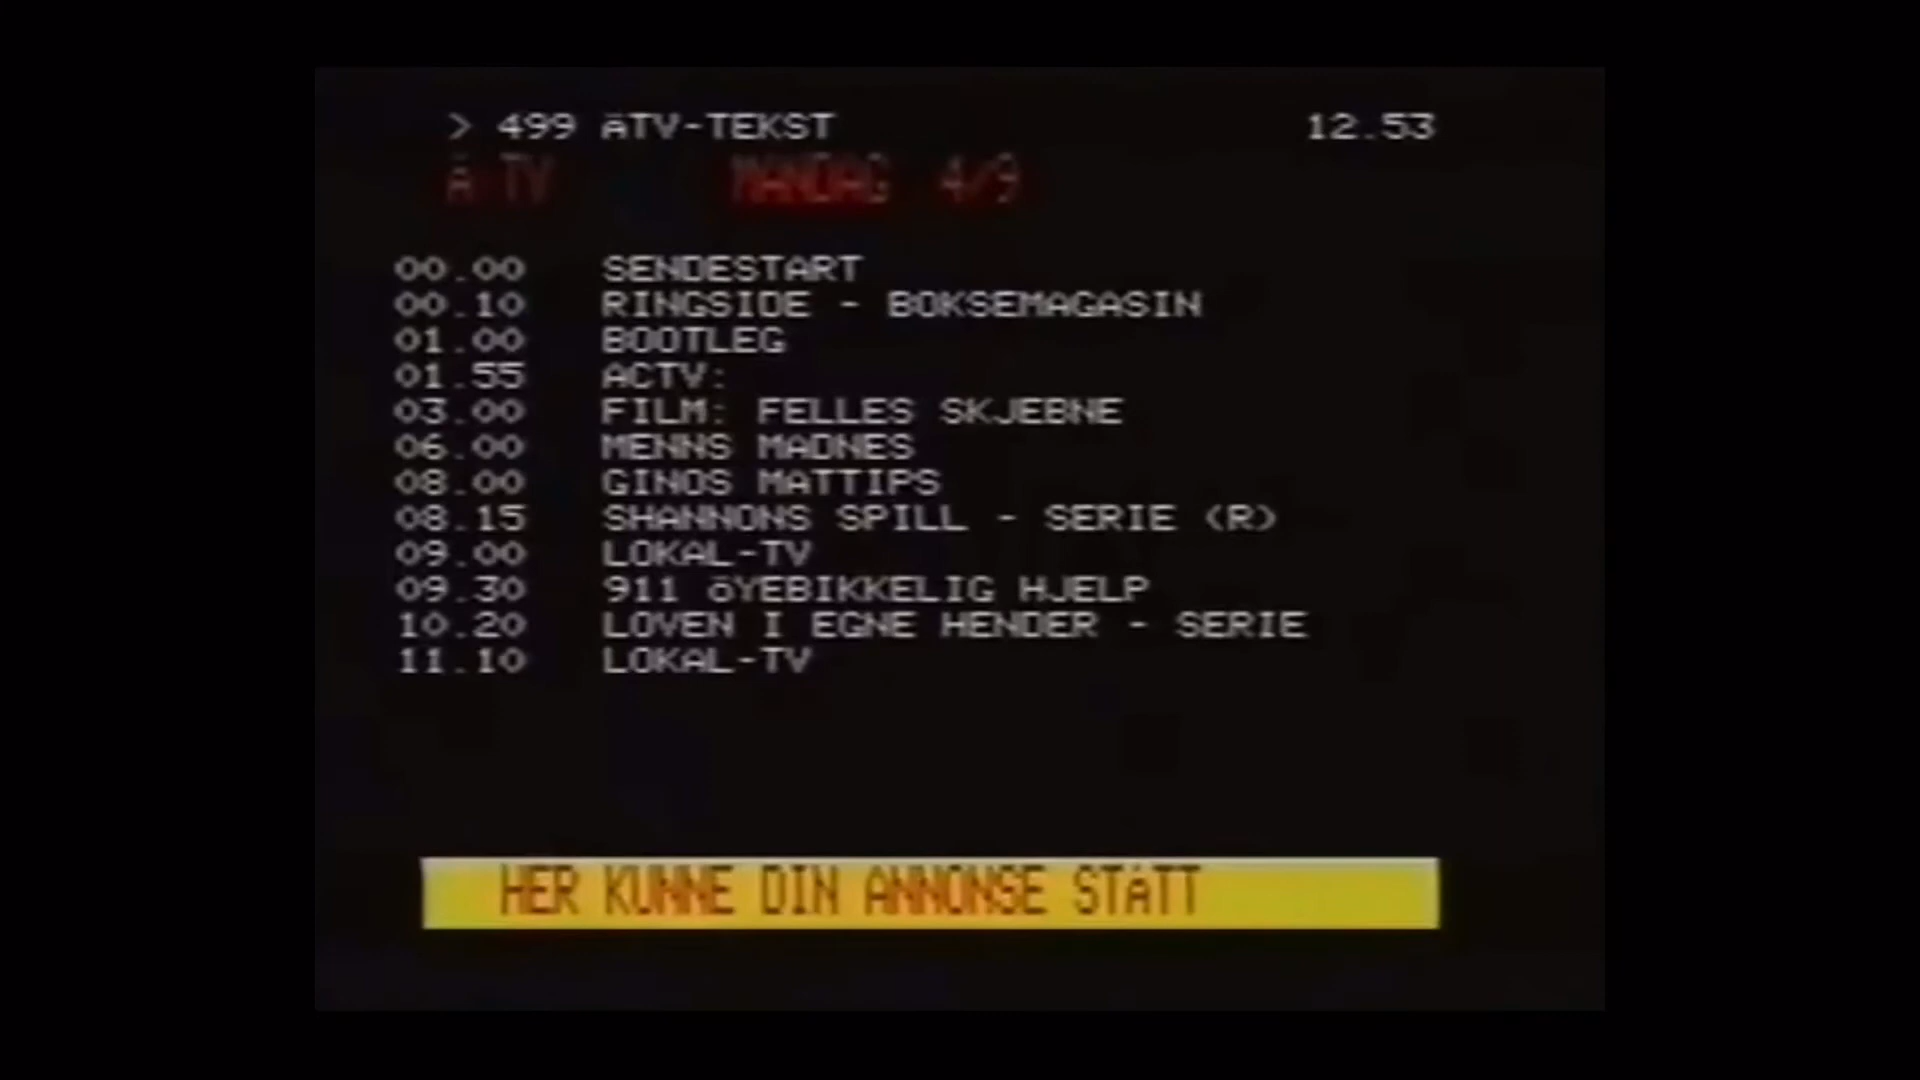 > 499 äTV-TEKST 12.53
Ä TV MANDAG 4/9
00.00 SENDESTART
00.10 RINGSIDE - BOKSEMAGASIN
01.00 BOOTLEG
01.55 ACTV:
03.00 FILM: FELLES SKJEBNE
06.00 MENNS MADNES
08.00 GINOS MATTIPS
08.15 SHANNONS SPILL - SERIE (R)
09.00 LOKAL-TV
09.30 911 öYEBIKKELIG HJELP
10.20 LOVEN I EGNE HENDER - SERIE
11.10 LOKAL-TV
HER KUNNE DIN ANNONSE STåTT